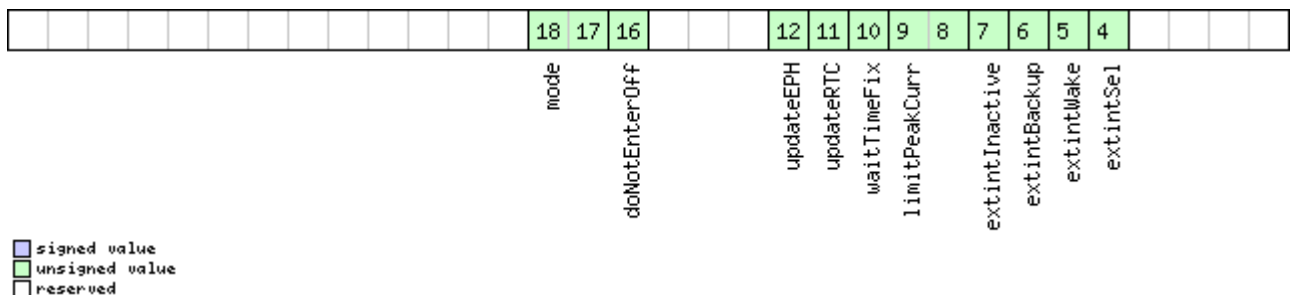 18 17 16 12 11 10 9 8 7 6 5 4
mode
doNotEnterOff
updateEPH
updateRTC
waitTimeFix
limitPeakCurr
extintInactive
extintBackup
extintWake
extintSel
signed value
unsigned value
reserved